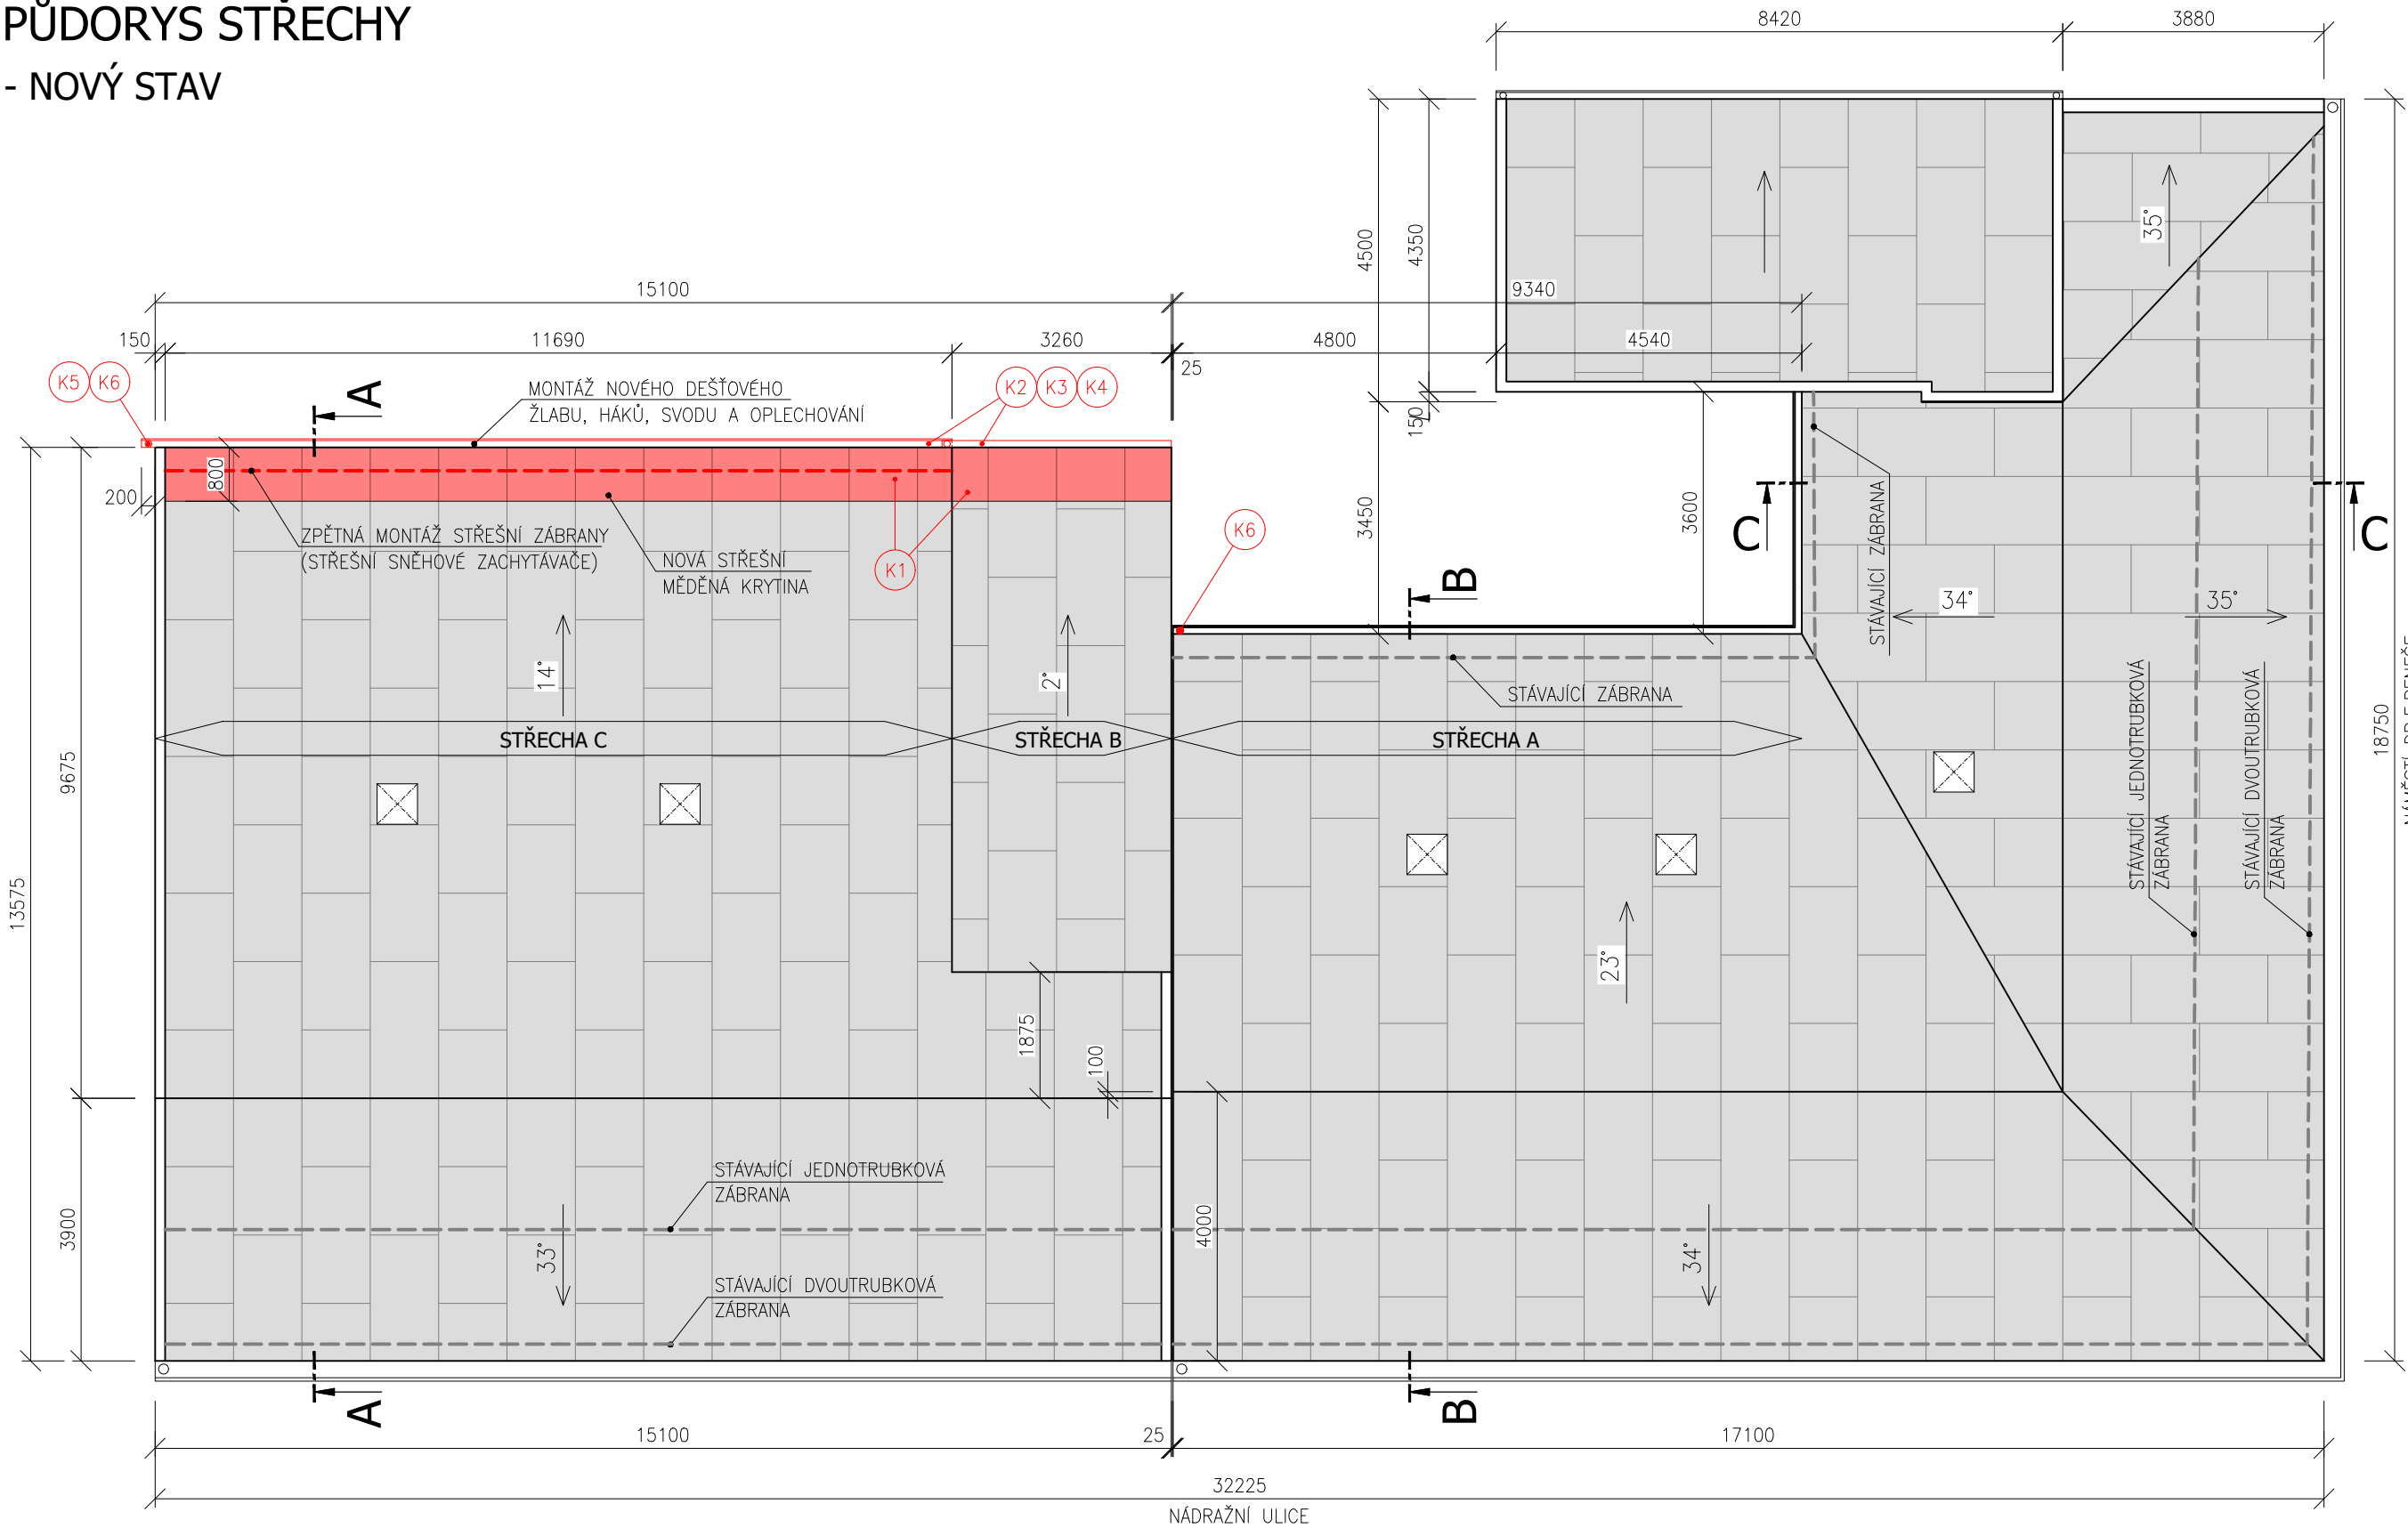 PŮDORYS STŘECHY
- NOVÝ STAV
8420
3880
4500
4350
35°
15100
9340
150
11690
3260
4800
4540
25
K5
K6
A
MONTÁŽ NOVÉHO DEŠŤOVÉHO
ŽLABU, HÁKŮ, SVODU A OPLECHOVÁNÍ
K2
K3
K4
150
800
200
ZPĚTNÁ MONTÁŽ STŘEŠNÍ ZÁBRANY
(STŘEŠNÍ SNĚHOVÉ ZACHYTÁVAČE)
NOVÁ STŘEŠNÍ
MĚDĚNÁ KRYTINA
K1
K6
3450
3600
C
C
STÁVAJÍCÍ ZÁBRANA
B
34°
35°
14°
2°
STÁVAJÍCÍ ZÁBRANA
STŘECHA C
STŘECHA B
STŘECHA A
9675
13575
18750
STÁVAJÍCÍ JEDNOTRUBKOVÁ
ZÁBRANA
STÁVAJÍCÍ DVOUTRUBKOVÁ
ZÁBRANA
23°
1875
100
3900
STÁVAJÍCÍ JEDNOTRUBKOVÁ
ZÁBRANA
4000
33°
34°
STÁVAJÍCÍ DVOUTRUBKOVÁ
ZÁBRANA
A
B
15100
25
17100
32225
NÁDRAŽNÍ ULICE